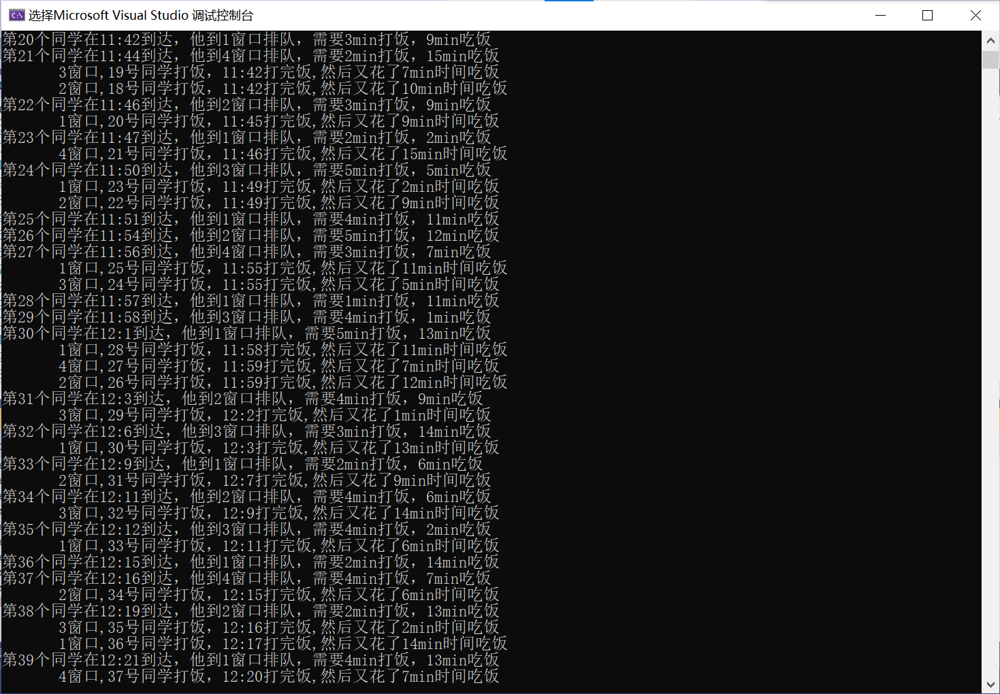 选择Microsoft Visual Studio 调试控制台
第20个同学在11:42到达，他到1窗口排队，需要3min打饭，9min吃饭
第21个同学在11:44到达，他到4窗口排队，需要2min打饭，15min吃饭
3窗口,19号同学打饭，11:42打完饭,然后又花了7min时间吃饭
2窗口,18号同学打饭，11:42打完饭,然后又花了10min时间吃饭
第22个同学在11:46到达，他到2窗口排队，需要3min打饭，9min吃饭
1窗口,20号同学打饭，11:45打完饭,然后又花了9min时间吃饭
第23个同学在11:47到达，他到1窗口排队，需要2min打饭，2min吃饭
4窗口,21号同学打饭，11:46打完饭,然后又花了15min时间吃饭
第24个同学在11:50到达，他到3窗口排队，需要5min打饭，5min吃饭
1窗口,23号同学打饭，11:49打完饭,然后又花了2min时间吃饭
2窗口,22号同学打饭，11:49打完饭,然后又花了9min时间吃饭
第25个同学在11:51到达，他到1窗口排队，需要4min打饭，11min吃饭
第26个同学在11:54到达，他到2窗口排队，需要5min打饭，12min吃饭
第27个同学在11:56到达，他到4窗口排队，需要3min打饭，7min吃饭
1窗口,25号同学打饭，11:55打完饭,然后又花了11min时间吃饭
3窗口,24号同学打饭，11:55打完饭,然后又花了5min时间吃饭
第28个同学在11:57到达，他到1窗口排队，需要1min打饭，11min吃饭
第29个同学在11:58到达，他到3窗口排队，需要4min打饭，1min吃饭
第30个同学在12:1到达，他到1窗口排队，需要5min打饭，13min吃饭
1窗口,28号同学打饭，11:58打完饭,然后又花了11min时间吃饭
4窗口,27号同学打饭，11:59打完饭,然后又花了7min时间吃饭
2窗口,26号同学打饭，11:59打完饭,然后又花了12min时间吃饭
第31个同学在12:3到达，他到2窗口排队，需要4min打饭，9min吃饭
3窗口,29号同学打饭，12:2打完饭,然后又花了1min时间吃饭
第32个同学在12:6到达，他到3窗口排队，需要3min打饭，14min吃饭
1窗口,30号同学打饭，12:3打完饭,然后又花了13min时间吃饭
第33个同学在12:9到达，他到1窗口排队，需要2min打饭，6min吃饭
2窗口,31号同学打饭，12:7打完饭,然后又花了9min时间吃饭
第34个同学在12:11到达，他到2窗口排队，需要4min打饭，6min吃饭
3窗口,32号同学打饭，12:9打完饭,然后又花了14min时间吃饭
第35个同学在12:12到达，他到3窗口排队，需要4min打饭，2min吃饭
1窗口,33号同学打饭，12:11打完饭,然后又花了6min时间吃饭
第36个同学在12:15到达，他到1窗口排队，需要2min打饭，14min吃饭
第37个同学在12:16到达，他到4窗口排队，需要4min打饭，7min吃饭
2窗口,34号同学打饭，12:15打完饭,然后又花了6min时间吃饭
第38个同学在12:19到达，他到2窗口排队，需要2min打饭，13min吃饭
3窗口,35号同学打饭，12:16打完饭,然后又花了2min时间吃饭
1窗口,36号同学打饭，12:17打完饭,然后又花了14min时间吃饭
第39个同学在12:21到达，他到1窗口排队，需要4min打饭，13min吃饭
4窗口,37号同学打饭，12:20打完饭,然后又花了7min时间吃饭